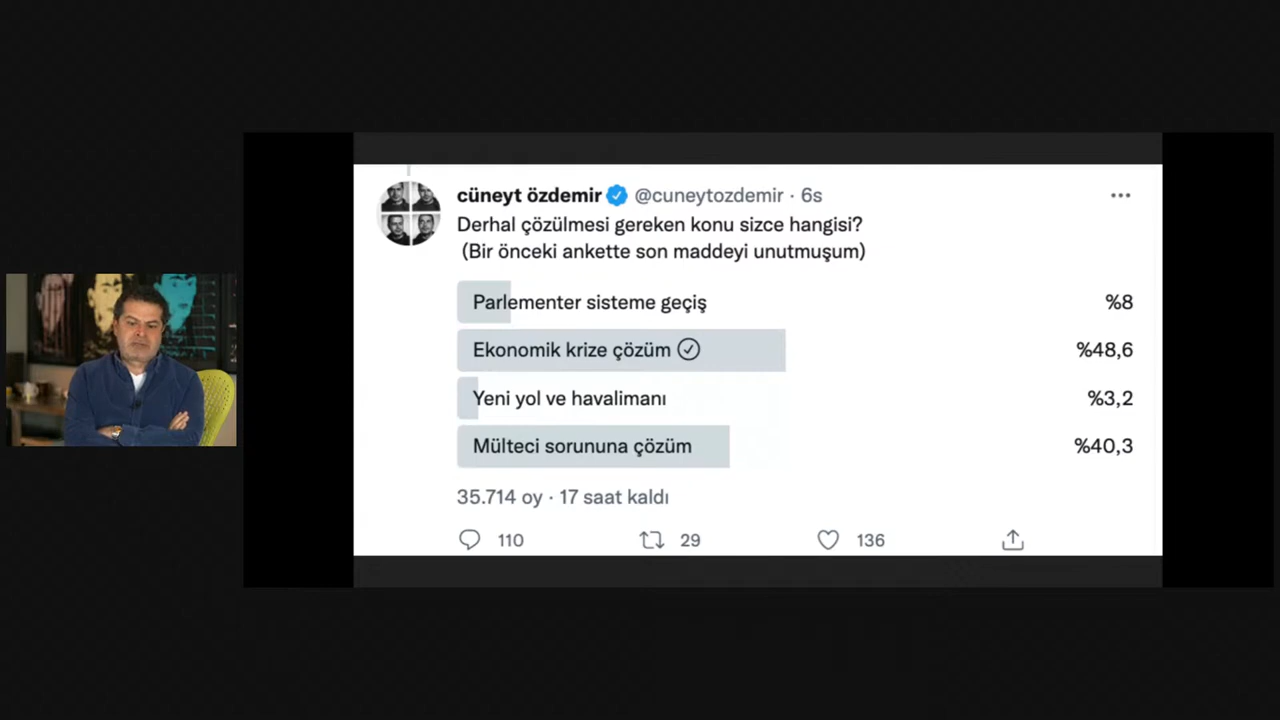 cüneyt özdemir @cuneytozdemir · 6s
Derhal çözülmesi gereken konu sizce hangisi?
(Bir önceki ankette son maddeyi unutmuşum)
Parlementer sisteme geçiş %8
Ekonomik krize çözüm %48,6
Yeni yol ve havalimanı %3,2
Mülteci sorununa çözüm %40,3
35.714 oy · 17 saat kaldı
110 29 136